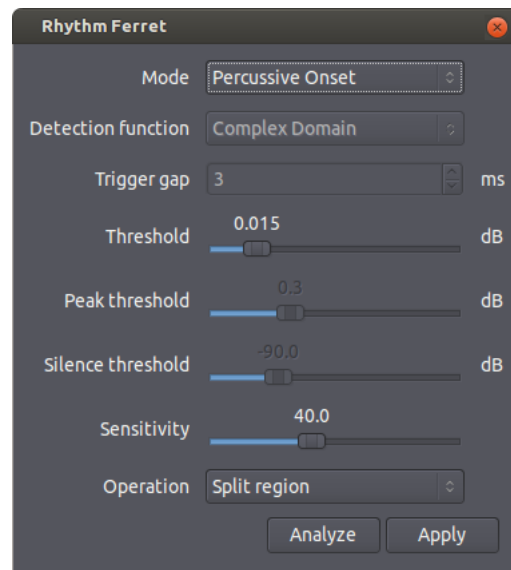 Rhythm Ferret
Mode Percussive Onset
Detection function Complex Domain
Trigger gap 3 ms
0.015
Threshold dB
0.3
Peak threshold dB
-90.0
Silence threshold dB
40.0
Sensitivity
Operation Split region
Analyze Apply